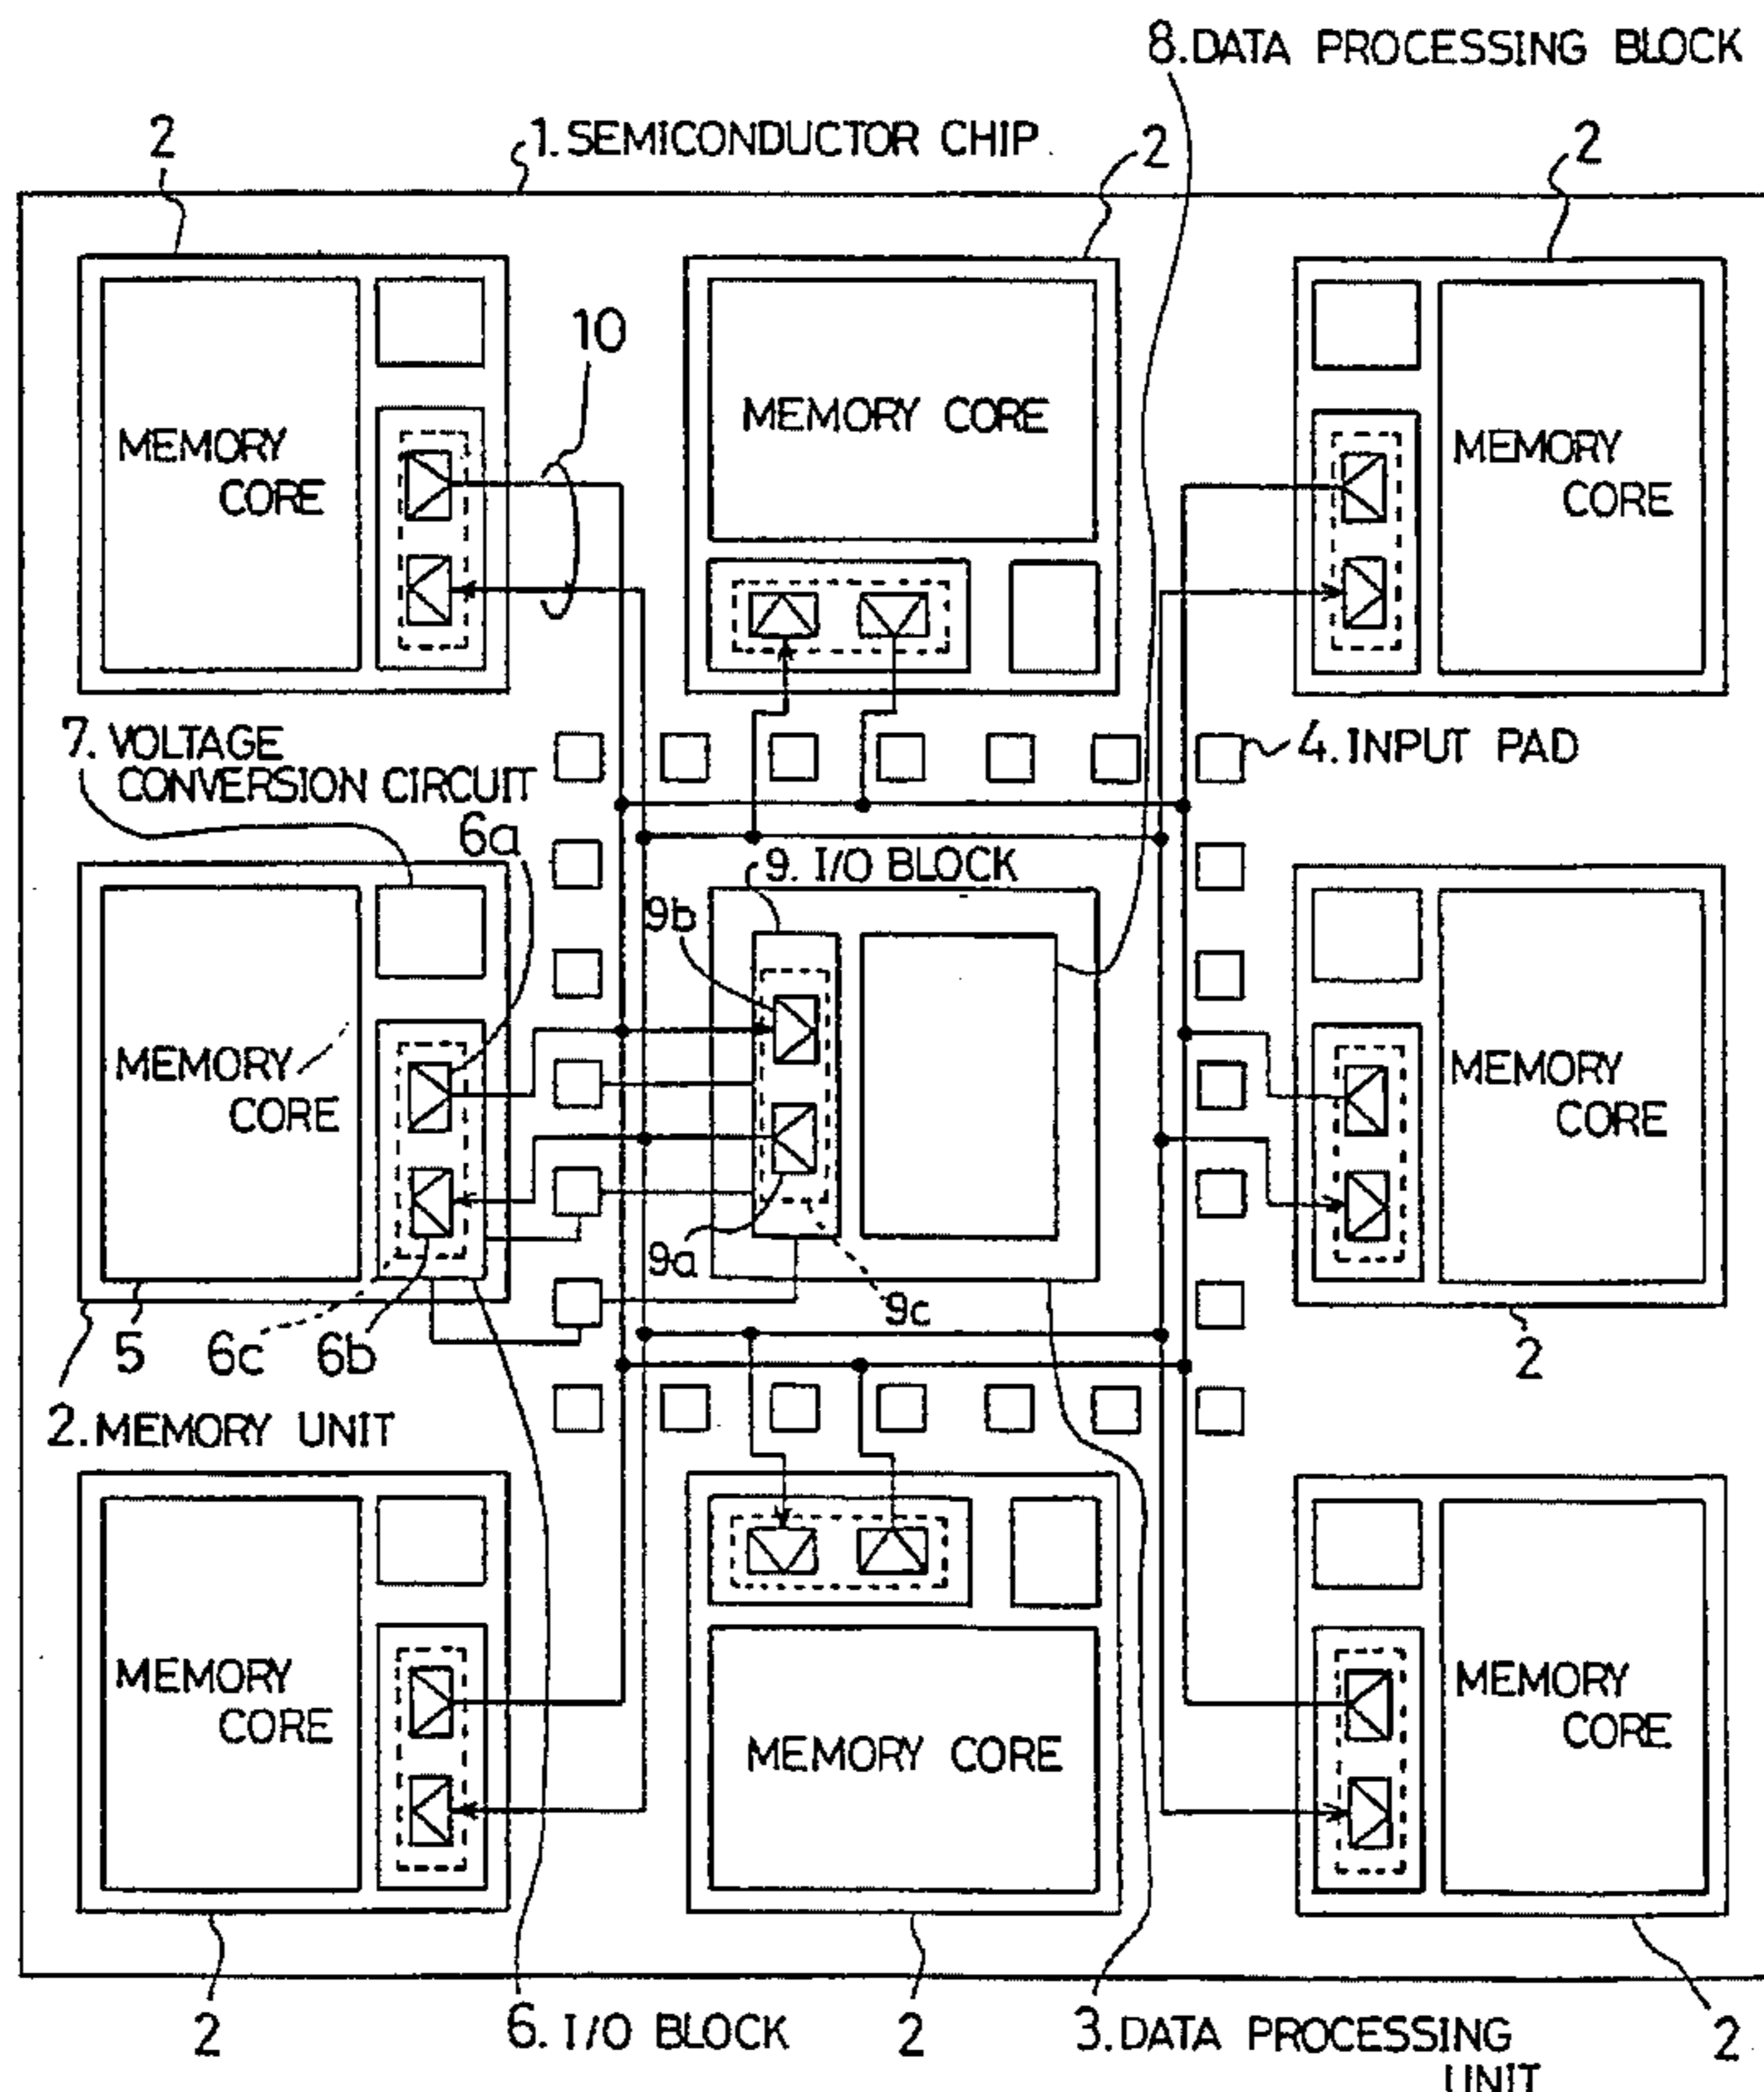 8. DATA PROCESSING BLOCK
1. SEMICONDUCTOR CHIP
2
2
2
10
MEMORY
CORE
MEMORY CORE
MEMORY
CORE
4. INPUT PAD
7. VOLTAGE
CONVERSION CIRCUIT
6a
9. I/O BLOCK
9b
MEMORY
CORE
MEMORY
CORE
9a
9c
5
6c
6b
2
2. MEMORY UNIT
MEMORY
CORE
MEMORY CORE
MEMORY
CORE
2
6. I/O BLOCK
2
3. DATA PROCESSING
UNIT
2